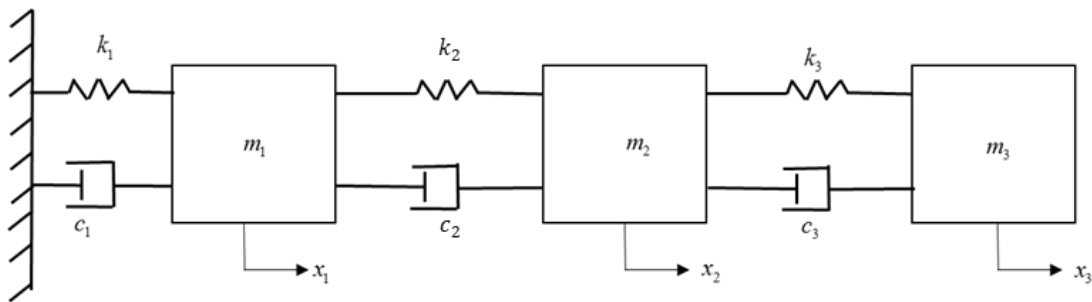 k₁ k₂ k₃
m₁ m₂ m₃
c₁ c₂ c₃
x₁ x₂ x₃